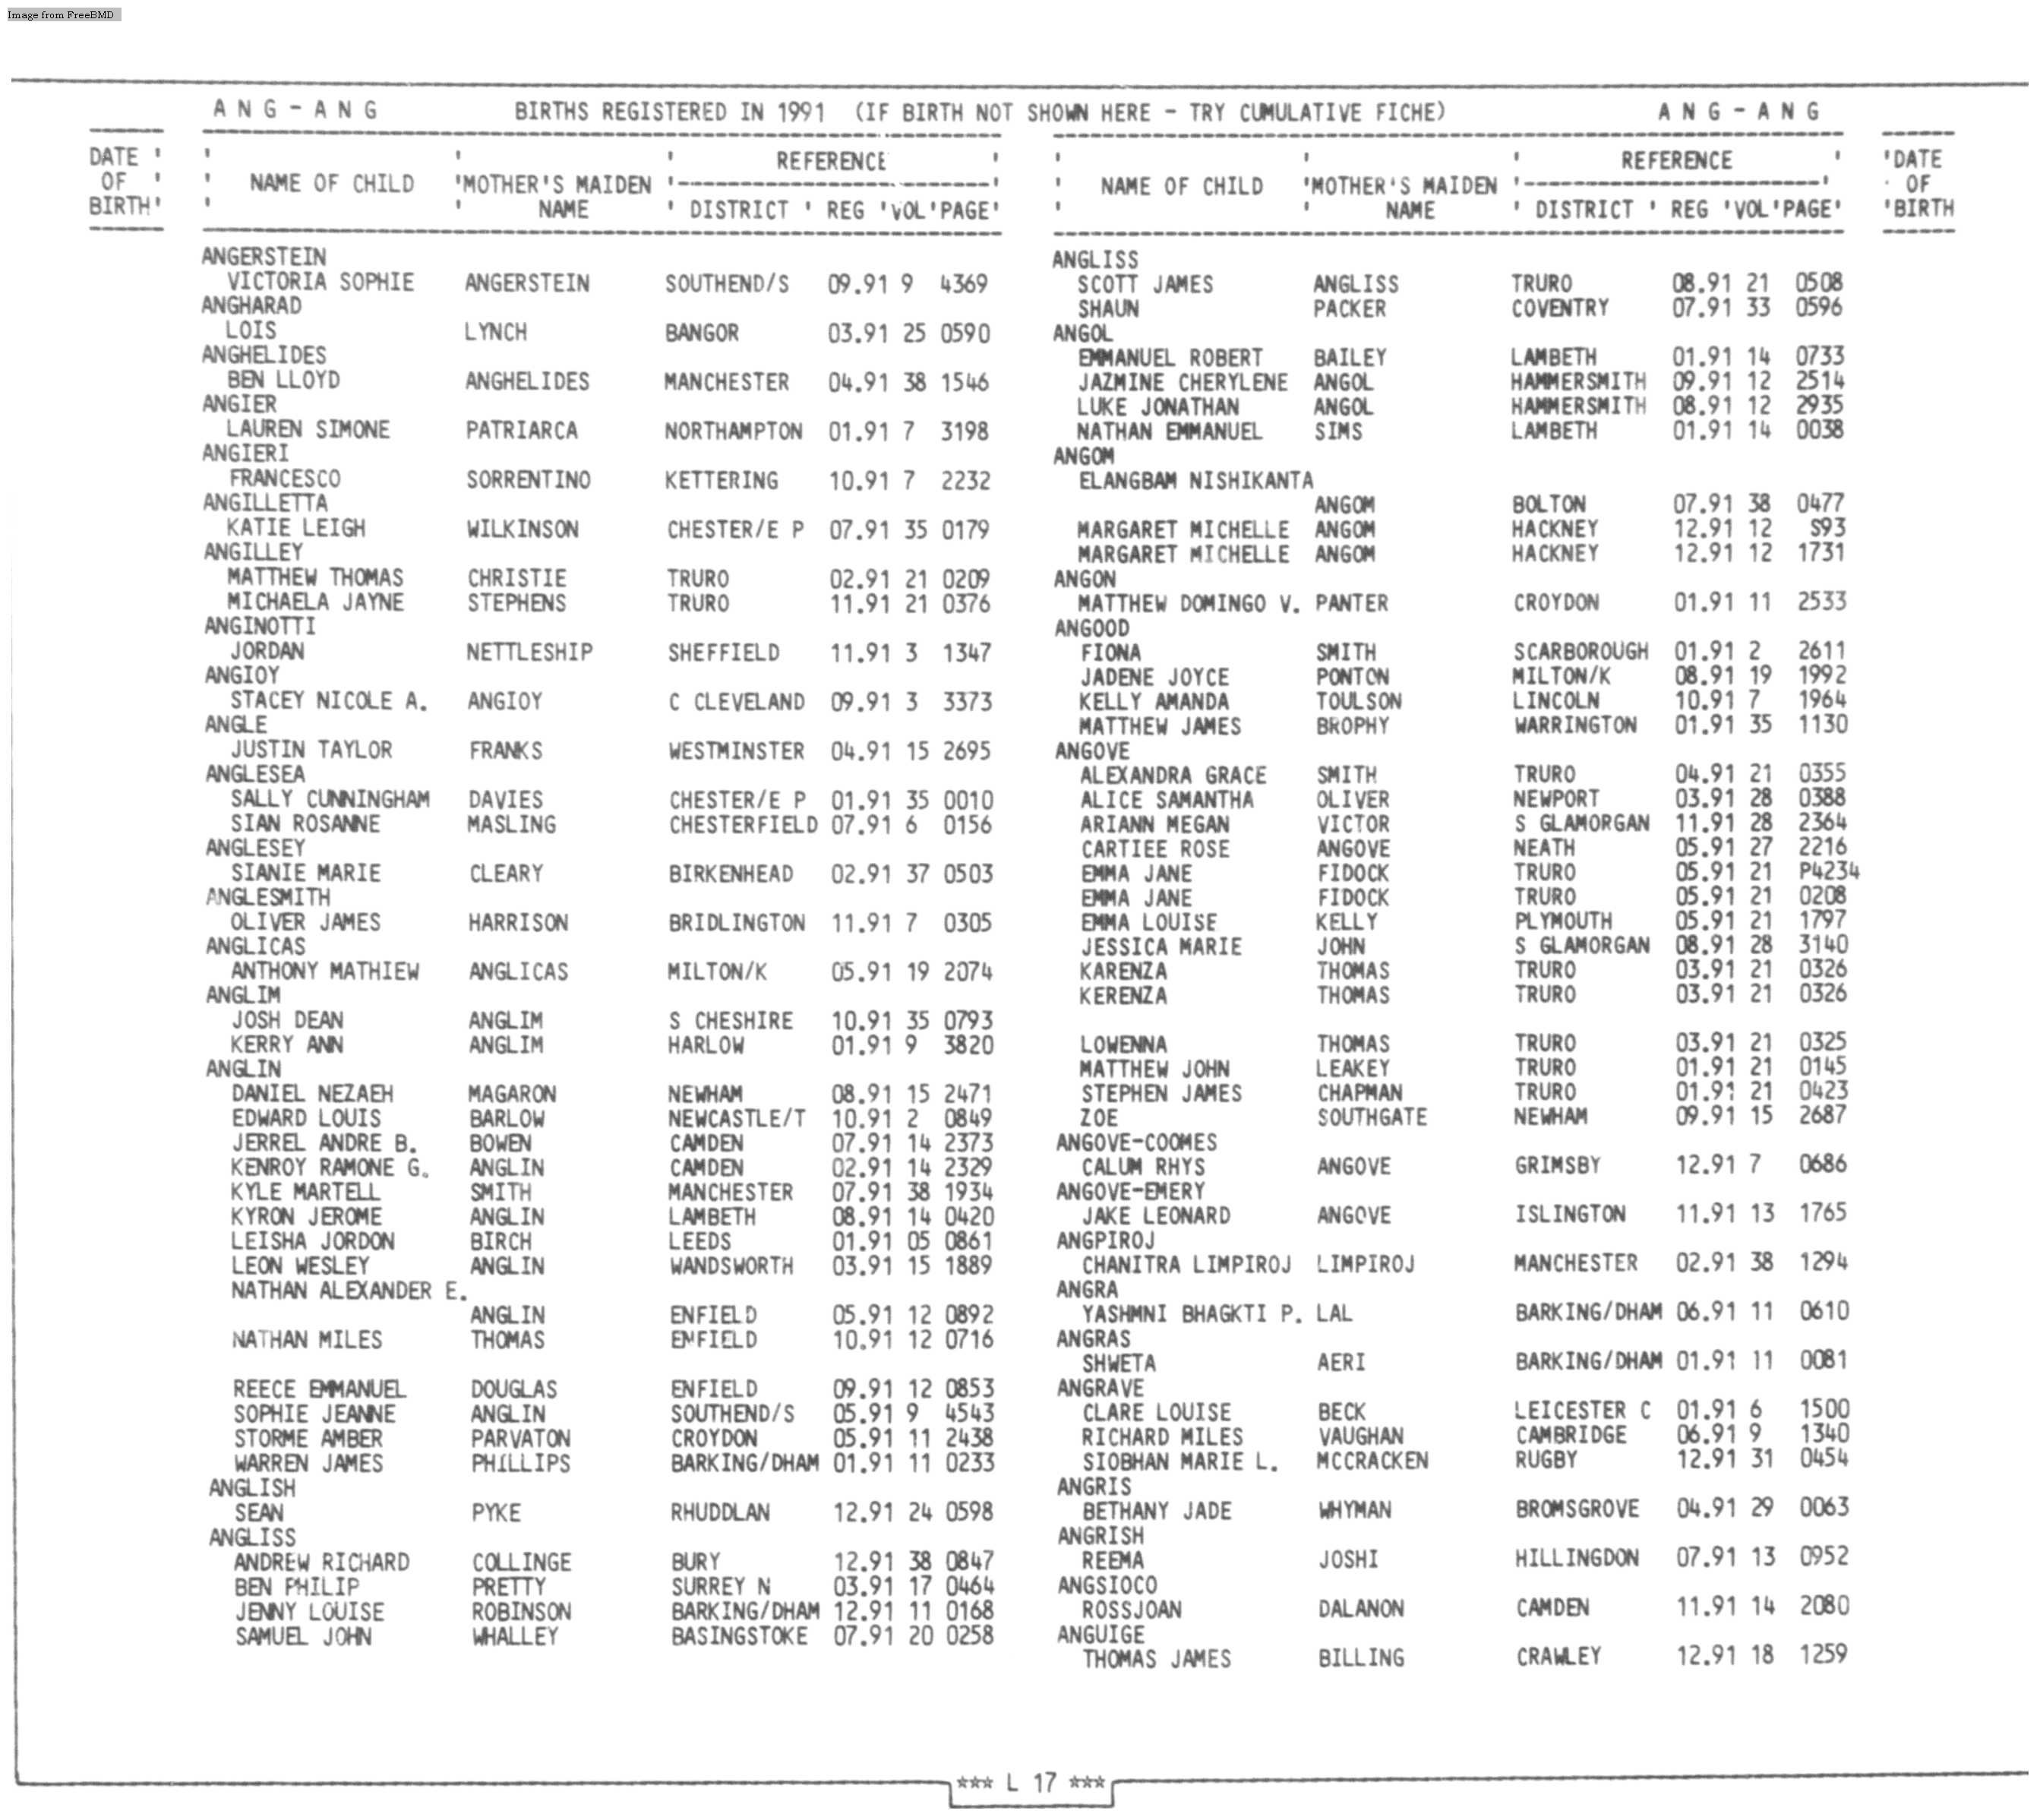 Image from FreeBMD
ANG-ANG BIRTHS REGISTERED IN 1991 (IF BIRTH NOT SHOWN HERE - TRY CUMULATIVE FICHE) ANG-ANG
DATE OF BIRTH
NAME OF CHILD MOTHER'S MAIDEN NAME REFERENCE DISTRICT REG VOL PAGE
ANGERSTEIN
VICTORIA SOPHIE ANGERSTEIN SOUTHEND/S 09.91 9 4369
ANGHARAD
LOIS LYNCH BANGOR 03.91 25 0590
ANGHELIDES
BEN LLOYD ANGHELIDES MANCHESTER 04.91 38 1546
ANGIER
LAUREN SIMONE PATRIARCA NORTHAMPTON 01.91 7 3198
ANGIERI
FRANCESCO SORRENTINO KETTERING 10.91 7 2232
ANGILLETTA
KATIE LEIGH WILKINSON CHESTER/E P 07.91 35 0179
ANGILLEY
MATTHEW THOMAS CHRISTIE TRURO 02.91 21 0209
MICHAELA JAYNE STEPHENS TRURO 11.91 21 0376
ANGINOTTI
JORDAN NETTLESHIP SHEFFIELD 11.91 3 1347
ANGIOY
STACEY NICOLE A. ANGIOY C CLEVELAND 09.91 3 3373
ANGLE
JUSTIN TAYLOR FRANKS WESTMINSTER 04.91 15 2695
ANGLESEA
SALLY CUNNINGHAM DAVIES CHESTER/E P 01.91 35 0010
SIAN ROSANNE MASLING CHESTERFIELD 07.91 6 0156
ANGLESEY
SIANIE MARIE CLEARY BIRKENHEAD 02.91 37 0503
ANGLESMITH
OLIVER JAMES HARRISON BRIDLINGTON 11.91 7 0305
ANGLICAS
ANTHONY MATHIEW ANGLICAS MILTON/K 05.91 19 2074
ANGLIM
JOSH DEAN ANGLIM S CHESHIRE 10.91 35 0793
KERRY ANN ANGLIM HARLOW 01.91 9 3820
ANGLIN
DANIEL NEZAEH MAGARON NEWHAM 08.91 15 2471
EDWARD LOUIS BARLOW NEWCASTLE/T 10.91 2 0849
JERREL ANDRE B. BOWEN CAMDEN 07.91 14 2373
KENROY RAMONE G. ANGLIN CAMDEN 02.91 14 2329
KYLE MARTELL SMITH MANCHESTER 07.91 38 1934
KYRON JEROME ANGLIN LAMBETH 08.91 14 0420
LEISHA JORDON BIRCH LEEDS 01.91 05 0861
LEON WESLEY ANGLIN WANDSWORTH 03.91 15 1889
NATHAN ALEXANDER E.
ANGLIN ENFIELD 05.91 12 0892
NATHAN MILES THOMAS ENFIELD 10.91 12 0716
REECE EMMANUEL DOUGLAS ENFIELD 09.91 12 0853
SOPHIE JEANNE ANGLIN SOUTHEND/S 05.91 9 4543
STORME AMBER PARVATON CROYDON 05.91 11 2438
WARREN JAMES PHILLIPS BARKING/DHAM 01.91 11 0233
ANGLISH
SEAN PYKE RHUDDLAN 12.91 24 0598
ANGLISS
ANDREW RICHARD COLLINGE BURY 12.91 38 0847
BEN PHILIP PRETTY SURREY N 03.91 17 0464
JENNY LOUISE ROBINSON BARKING/DHAM 12.91 11 0168
SAMUEL JOHN WHALLEY BASINGSTOKE 07.91 20 0258
NAME OF CHILD MOTHER'S MAIDEN NAME REFERENCE DISTRICT REG VOL PAGE
DATE OF BIRTH
ANGLISS
SCOTT JAMES ANGLISS TRURO 08.91 21 0508
SHAUN PACKER COVENTRY 07.91 33 0596
ANGOL
EMMANUEL ROBERT BAILEY LAMBETH 01.91 14 0733
JAZMINE CHERYLENE ANGOL HAMMERSMITH 09.91 12 2514
LUKE JONATHAN ANGOL HAMMERSMITH 08.91 12 2935
NATHAN EMMANUEL SIMS LAMBETH 01.91 14 0038
ANGOM
ELANGBAM NISHIKANTA
ANGOM BOLTON 07.91 38 0477
MARGARET MICHELLE ANGOM HACKNEY 12.91 12 S93
MARGARET MICHELLE ANGOM HACKNEY 12.91 12 1731
ANGON
MATTHEW DOMINGO V. PANTER CROYDON 01.91 11 2533
ANGOOD
FIONA SMITH SCARBOROUGH 01.91 2 2611
JADENE JOYCE PONTON MILTON/K 08.91 19 1992
KELLY AMANDA TOULSON LINCOLN 10.91 7 1964
MATTHEW JAMES BROPHY WARRINGTON 01.91 35 1130
ANGOVE
ALEXANDRA GRACE SMITH TRURO 04.91 21 0355
ALICE SAMANTHA OLIVER NEWPORT 03.91 28 0388
ARIANN MEGAN VICTOR S GLAMORGAN 11.91 28 2364
CARTIEE ROSE ANGOVE NEATH 05.91 27 2216
EMMA JANE FIDOCK TRURO 05.91 21 P4234
EMMA JANE FIDOCK TRURO 05.91 21 0208
EMMA LOUISE KELLY PLYMOUTH 05.91 21 1797
JESSICA MARIE JOHN S GLAMORGAN 08.91 28 3140
KARENZA THOMAS TRURO 03.91 21 0326
KERENZA THOMAS TRURO 03.91 21 0326
LOWENNA THOMAS TRURO 03.91 21 0325
MATTHEW JOHN LEAKEY TRURO 01.91 21 0145
STEPHEN JAMES CHAPMAN TRURO 01.91 21 0423
ZOE SOUTHGATE NEWHAM 09.91 15 2687
ANGOVE-COOMES
CALUM RHYS ANGOVE GRIMSBY 12.91 7 0686
ANGOVE-EMERY
JAKE LEONARD ANGOVE ISLINGTON 11.91 13 1765
ANGPIROJ
CHANITRA LIMPIROJ LIMPIROJ MANCHESTER 02.91 38 1294
ANGRA
YASHMNI BHAGKTI P. LAL BARKING/DHAM 06.91 11 0610
ANGRAS
SHWETA AERI BARKING/DHAM 01.91 11 0081
ANGRAVE
CLARE LOUISE BECK LEICESTER C 01.91 6 1500
RICHARD MILES VAUGHAN CAMBRIDGE 06.91 9 1340
SIOBHAN MARIE L. MCCRACKEN RUGBY 12.91 31 0454
ANGRIS
BETHANY JADE WHYMAN BROMSGROVE 04.91 29 0063
ANGRISH
REEMA JOSHI HILLINGDON 07.91 13 0952
ANGSIOCO
ROSSJOAN DALANON CAMDEN 11.91 14 2080
ANGUIGE
THOMAS JAMES BILLING CRAWLEY 12.91 18 1259
*** L 17 ***